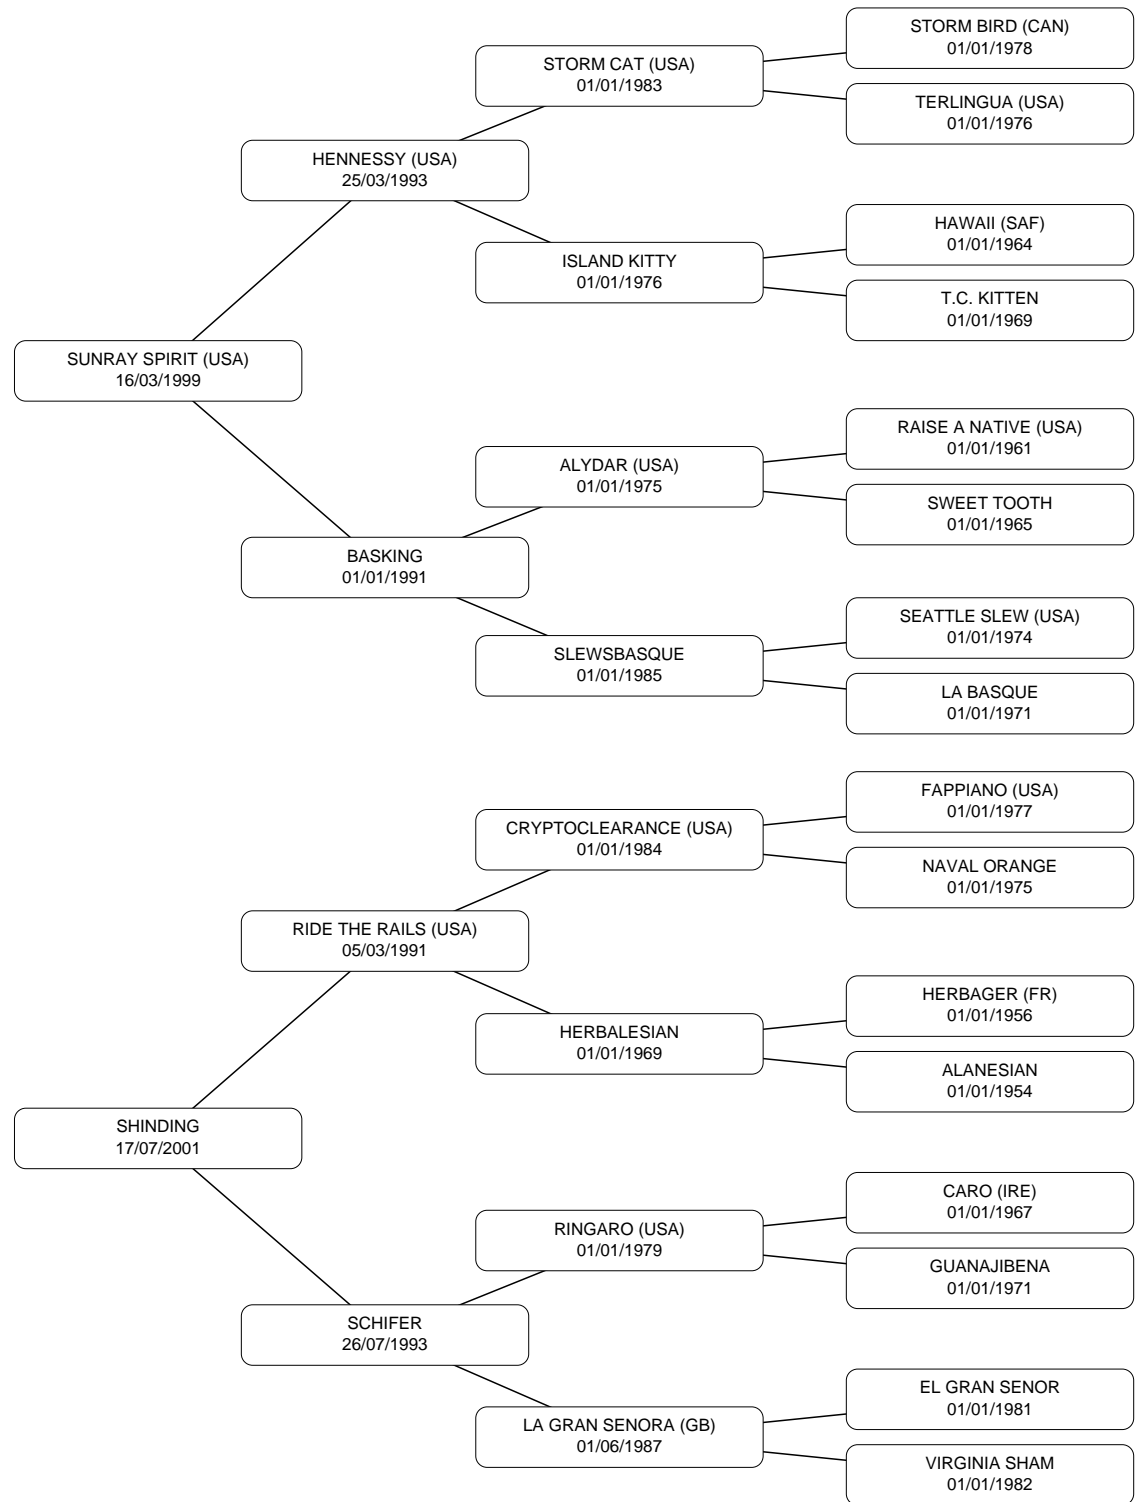 STORM BIRD (CAN)
01/01/1978
STORM CAT (USA)
01/01/1983
TERLINGUA (USA)
01/01/1976
HENNESSY (USA)
25/03/1993
HAWAII (SAF)
01/01/1964
ISLAND KITTY
01/01/1976
T.C. KITTEN
01/01/1969
SUNRAY SPIRIT (USA)
16/03/1999
RAISE A NATIVE (USA)
01/01/1961
ALYDAR (USA)
01/01/1975
SWEET TOOTH
01/01/1965
BASKING
01/01/1991
SEATTLE SLEW (USA)
01/01/1974
SLEWSBASQUE
01/01/1985
LA BASQUE
01/01/1971
FAPPIANO (USA)
01/01/1977
CRYPTOCLEARANCE (USA)
01/01/1984
NAVAL ORANGE
01/01/1975
RIDE THE RAILS (USA)
05/03/1991
HERBAGER (FR)
01/01/1956
HERBALESIAN
01/01/1969
ALANESIAN
01/01/1954
SHINDING
17/07/2001
CARO (IRE)
01/01/1967
RINGARO (USA)
01/01/1979
GUANAJIBENA
01/01/1971
SCHIFER
26/07/1993
EL GRAN SENOR
01/01/1981
LA GRAN SENORA (GB)
01/06/1987
VIRGINIA SHAM
01/01/1982